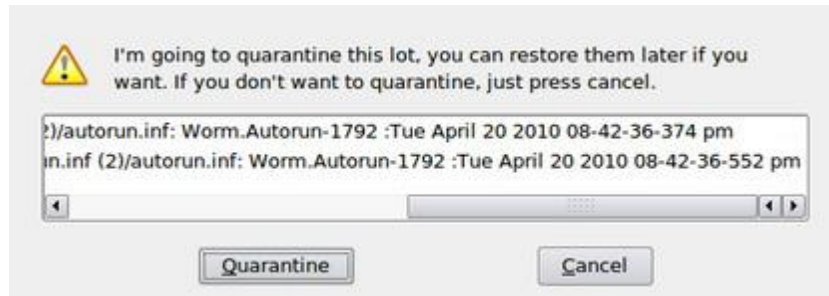 I'm going to quarantine this lot, you can restore them later if you
want. If you don't want to quarantine, just press cancel.
2)/autorun.inf: Worm.Autorun-1792 :Tue April 20 2010 08-42-36-374 pm
un.inf (2)/autorun.inf: Worm.Autorun-1792 :Tue April 20 2010 08-42-36-552 pm
Quarantine
Cancel